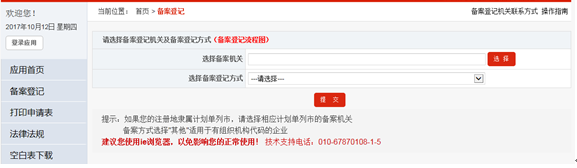 欢迎您！
2017年10月12日 星期四
登录应用
应用首页
备案登记
打印申请表
法律法规
空白表下载
当前位置： 首页 > 备案登记
备案登记机关联系方式 操作指南
请选择备案登记机关及备案登记方式（备案登记流程图）
选择备案机关
选择
选择备案登记方式
---请选择---
提 交
提示：如果您的注册地隶属计划单列市，请选择相应计划单列市的备案机关
备案方式选择"其他"适用于有组织机构代码的企业
建议您使用ie浏览器，以免影响您的正常使用！ 技术支持电话：010-67870108-1-5